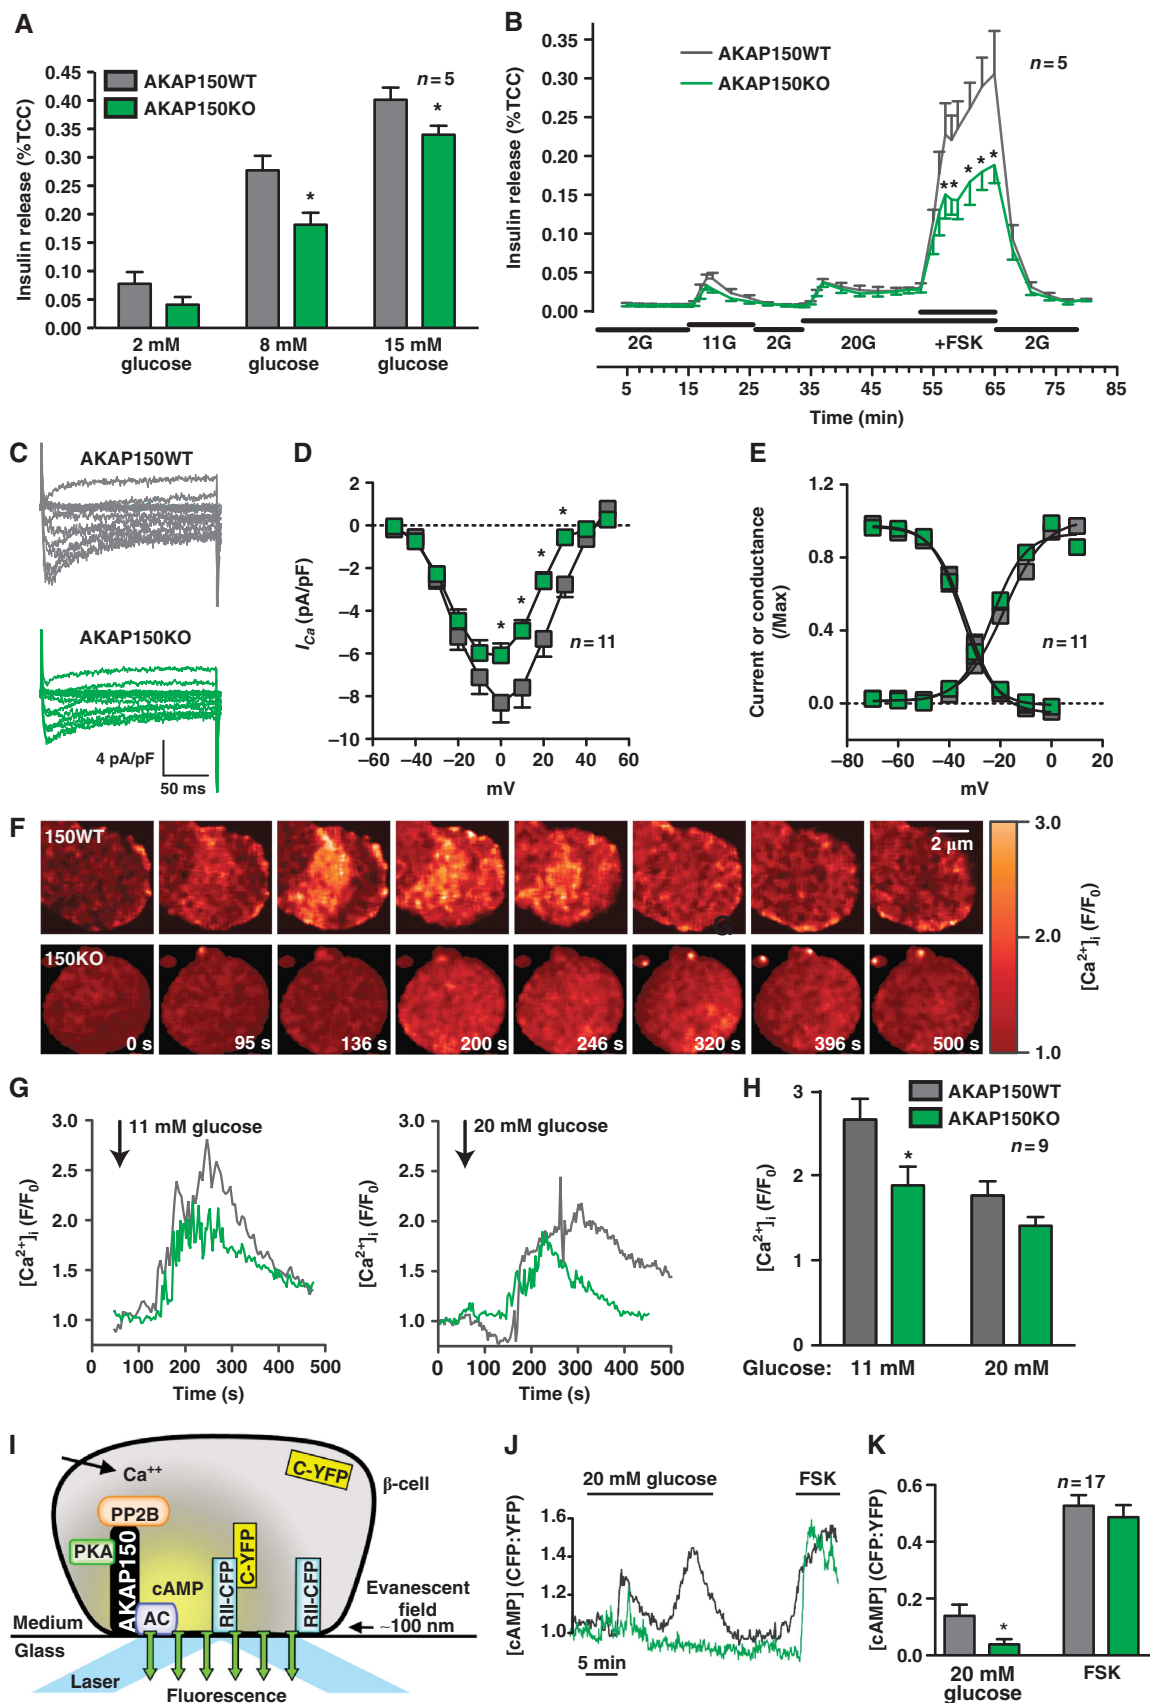 A
Insulin release (%TCC)
0.45
0.40
0.35
0.30
0.25
0.20
0.15
0.10
0.05
0.00
AKAP150WT
AKAP150KO
n=5
*
*
2 mM glucose
8 mM glucose
15 mM glucose
B
Insulin release (%TCC)
0.35
0.30
0.25
0.20
0.15
0.10
0.05
0.00
AKAP150WT
AKAP150KO
n=5
** * * *
2G 11G 2G 20G +FSK 2G
5 15 25 35 45 55 65 75 85
Time (min)
C
AKAP150WT
AKAP150KO
4 pA/pF
50 ms
D
I_Ca (pA/pF)
2
0
−2
−4
−6
−8
−10
*
*
*
*
n=11
−60 −40 −20 0 20 40 60
mV
E
Current or conductance (/Max)
1.2
0.8
0.4
0.0
n=11
−80 −60 −40 −20 0 20
mV
F
150WT
2 µm
G
150KO
0 s 95 s 136 s 200 s 246 s 320 s 396 s 500 s
3.0
2.0
1.0
[Ca2+]i (F/F0)
G
[Ca2+]i (F/F0)
3.0
2.5
2.0
1.5
1.0
11 mM glucose
0 100 200 300 400 500
Time (s)
[Ca2+]i (F/F0)
3.0
2.5
2.0
1.5
1.0
20 mM glucose
0 100 200 300 400 500
Time (s)
H
[Ca2+]i (F/F0)
3
2
1
0
AKAP150WT
AKAP150KO
n=9
*
Glucose: 11 mM 20 mM
I
Ca++
C-YFP
β-cell
PP2B
PKA
AKAP150
cAMP
AC
RII-CFP
C-YFP
RII-CFP
Evanescent
field
~100 nm
Medium
Glass
Laser
Fluorescence
J
20 mM glucose
FSK
[cAMP] (CFP:YFP)
1.6
1.4
1.2
1.0
5 min
K
[cAMP] (CFP:YFP)
0.6
0.4
0.2
0.0
n=17
*
20 mM glucose
FSK